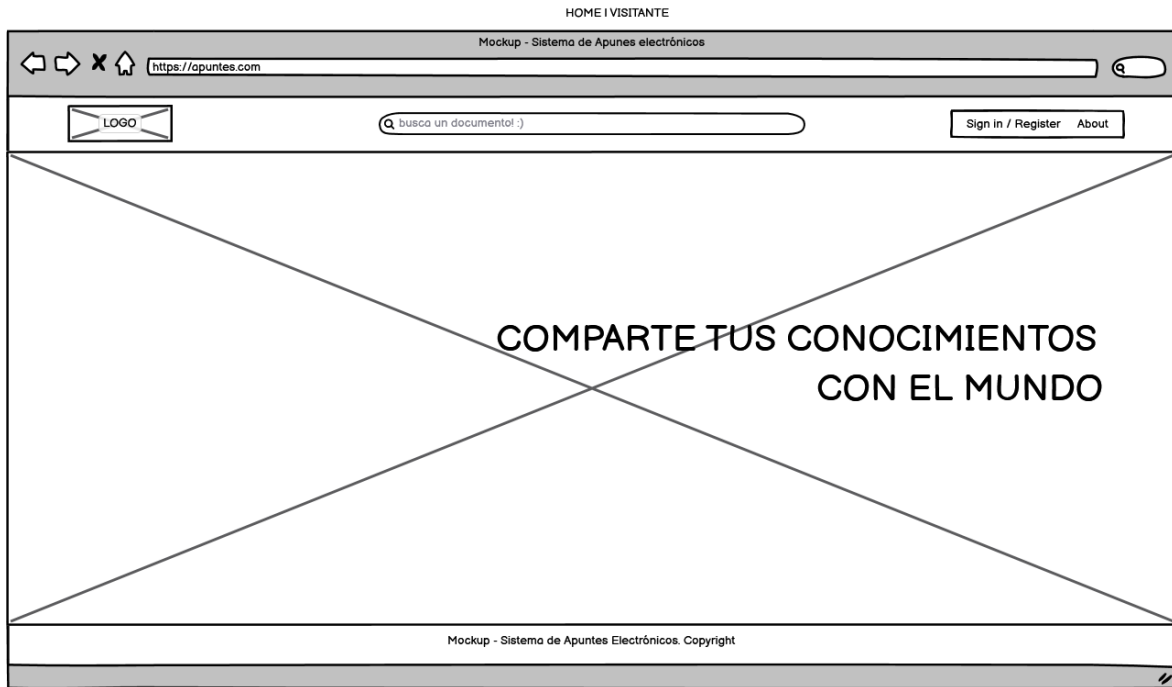 HOME | VISITANTE
Mockup - Sistema de Apunes electrónicos
https://apuntes.com
LOGO
busca un documento! :)
Sign in / Register About
COMPARTE TUS CONOCIMIENTOS
CON EL MUNDO
Mockup - Sistema de Apuntes Electrónicos. Copyright